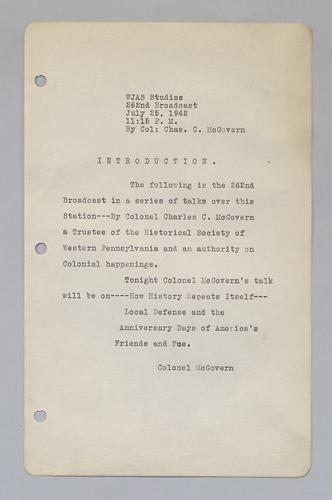 WJAS Studios
262nd Broadcast
July 25, 1942
11:15 P. M.
By Col: Chas. C. McGovern
INTRODUCTION.
The following is the 262nd
Broadcast in a series of talks over this
Station---By Colonel Charles C. McGovern
a Trustee of the Historical Society of
Western Pennsylvania and an authority on
Colonial happenings.
Tonight Colonel McGovern's talk
will be on----How History Repeats Itself---
Local Defense and the
Anniversary Days of America's
Friends and Foe.
Colonel McGovern